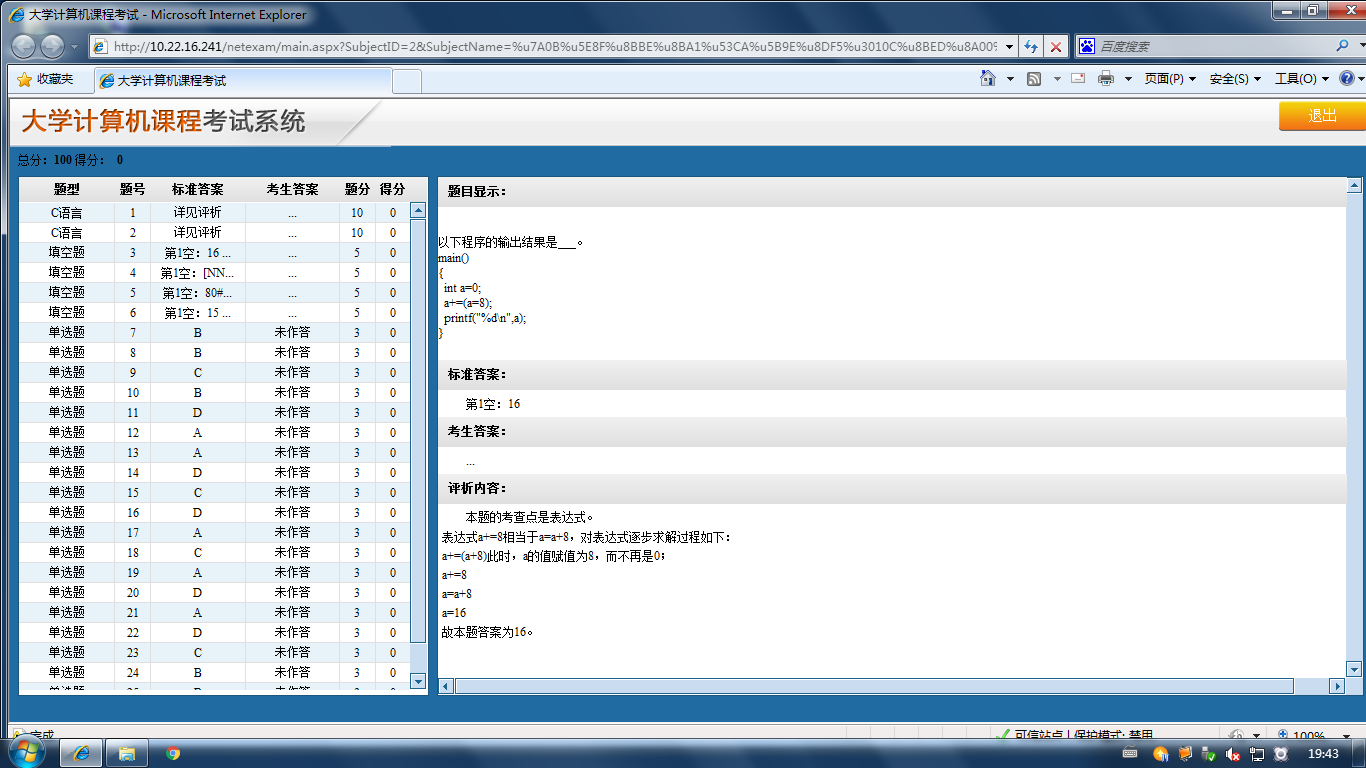 大学计算机课程考试 - Microsoft Internet Explorer
http://10.22.16.241/netexam/main.aspx?SubjectID=2&SubjectName=%u7A0B%u5E8F%u8BBE%u8BA1%u53CA%u5B9E%u8DF5%u3010C%u8BED%u8A009
百度搜索
收藏夹
大学计算机课程考试
页面(P)
安全(S)
工具(O)
大学计算机课程考试系统
退出
总分：100 得分： 0
题型 题号 标准答案 考生答案 题分 得分
C语言 1 详见评析 ... 10 0
C语言 2 详见评析 ... 10 0
填空题 3 第1空：16 ... ... 5 0
填空题 4 第1空：[NN... ... 5 0
填空题 5 第1空：80#... ... 5 0
填空题 6 第1空：15 ... ... 5 0
单选题 7 B 未作答 3 0
单选题 8 B 未作答 3 0
单选题 9 C 未作答 3 0
单选题 10 B 未作答 3 0
单选题 11 D 未作答 3 0
单选题 12 A 未作答 3 0
单选题 13 A 未作答 3 0
单选题 14 D 未作答 3 0
单选题 15 C 未作答 3 0
单选题 16 D 未作答 3 0
单选题 17 A 未作答 3 0
单选题 18 C 未作答 3 0
单选题 19 A 未作答 3 0
单选题 20 D 未作答 3 0
单选题 21 A 未作答 3 0
单选题 22 D 未作答 3 0
单选题 23 C 未作答 3 0
单选题 24 B 未作答 3 0
题目显示：
以下程序的输出结果是___。
main()
{
int a=0;
a+=(a=8);
printf("%d\n",a);
}
标准答案：
第1空：16
考生答案：
...
评析内容：
本题的考查点是表达式。
表达式a+=8相当于a=a+8，对表达式逐步求解过程如下：
a+=(a+8)此时，a的值赋值为8，而不再是0；
a+=8
a=a+8
a=16
故本题答案为16。
完成
可信站点 | 保护模式: 禁用
100%
19:43